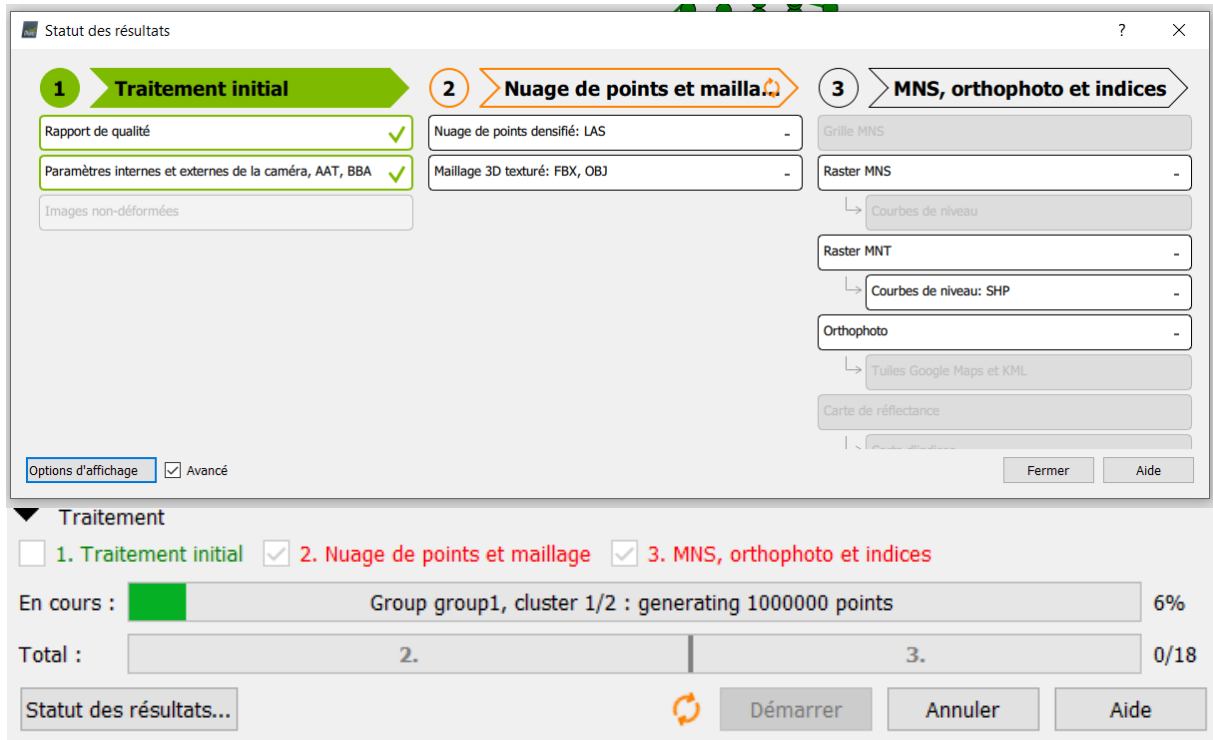 Statut des résultats
?
1
Traitement initial
2
Nuage de points et mailla...
3
MNS, orthophoto et indices
Rapport de qualité
Paramètres internes et externes de la caméra, AAT, BBA
Images non-déformées
Nuage de points densifié: LAS
-
Maillage 3D texturé: FBX, OBJ
-
Grille MNS
Raster MNS
-
Courbes de niveau
Raster MNT
-
Courbes de niveau: SHP
-
Orthophoto
-
Tuiles Google Maps et KML
Carte de réflectance
Carte d'indices
Options d'affichage
Avancé
Fermer
Aide
Traitement
1. Traitement initial
2. Nuage de points et maillage
3. MNS, orthophoto et indices
En cours :
Group group1, cluster 1/2 : generating 1000000 points
6%
Total :
2.
3.
0/18
Statut des résultats...
Démarrer
Annuler
Aide